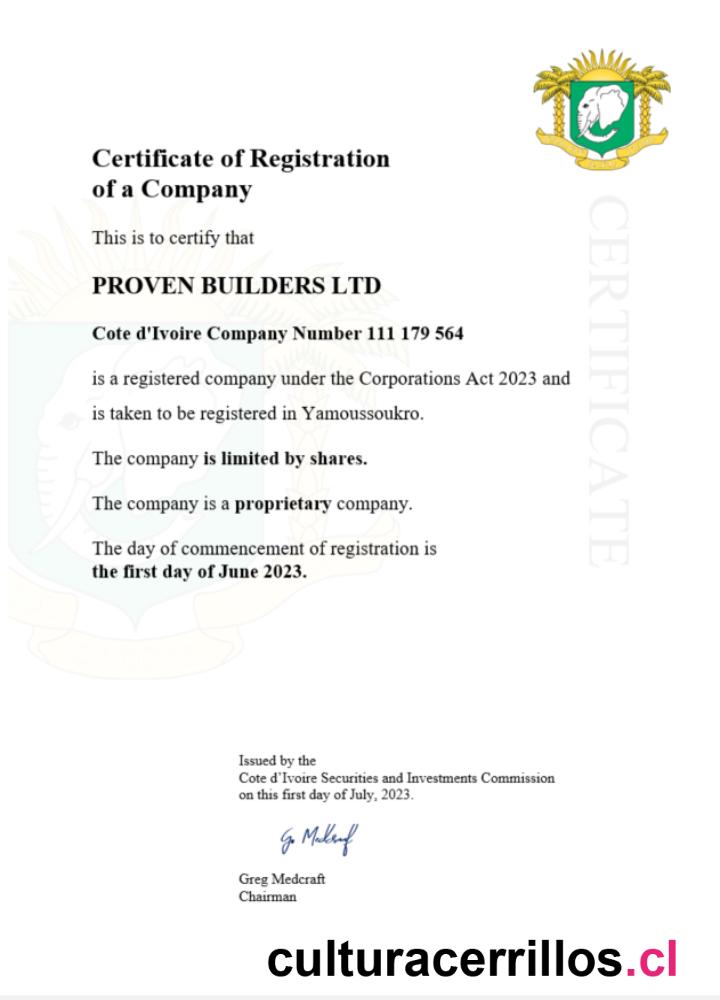 Certificate of Registration
of a Company
This is to certify that
PROVEN BUILDERS LTD
Cote d'Ivoire Company Number 111 179 564
is a registered company under the Corporations Act 2023 and
is taken to be registered in Yamoussoukro.
The company is limited by shares.
The company is a proprietary company.
The day of commencement of registration is
the first day of June 2023.
CERTIFICATE
Issued by the
Cote d'Ivoire Securities and Investments Commission
on this first day of July, 2023.
G. Medcraft
Greg Medcraft
Chairman
culturacerrillos.cl